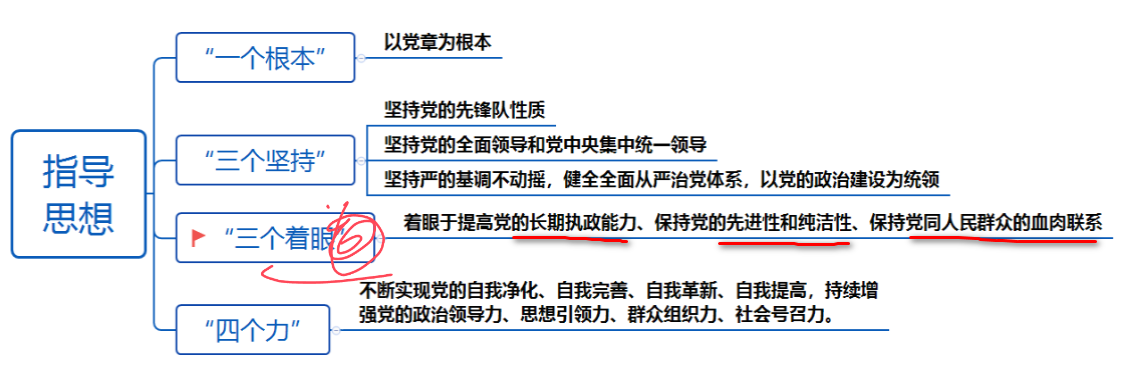 指导
思想
“一个根本”
以党章为根本
“三个坚持”
坚持党的先锋队性质
坚持党的全面领导和党中央集中统一领导
坚持严的基调不动摇，健全全面从严治党体系，以党的政治建设为统领
“三个着眼”
着眼于提高党的长期执政能力、保持党的先进性和纯洁性、保持党同人民群众的血肉联系
“四个力”
不断实现党的自我净化、自我完善、自我革新、自我提高，持续增
强党的政治领导力、思想引领力、群众组织力、社会号召力。